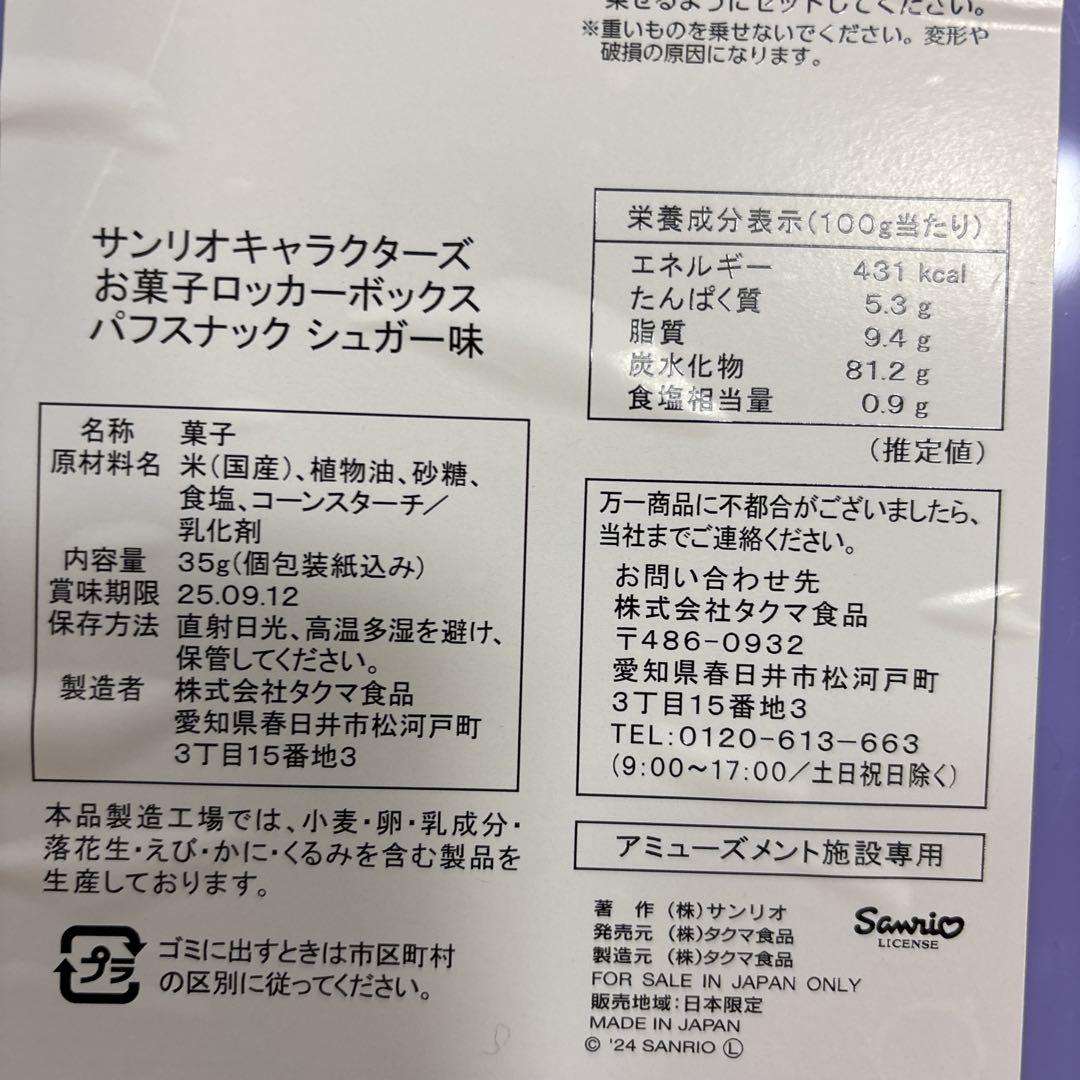 乗せるようにセットしてください。
※重いものを乗せないでください。変形や
破損の原因になります。
サンリオキャラクターズ
お菓子ロッカーボックス
パフスナック シュガー味
栄養成分表示(100g当たり)
エネルギー 431 kcal
たんぱく質 5.3 g
脂質 9.4 g
炭水化物 81.2 g
食塩相当量 0.9 g
(推定値)
名称 菓子
原材料名 米(国産)、植物油、砂糖、
食塩、コーンスターチ/
乳化剤
内容量 35g(個包装紙込み)
賞味期限 25.09.12
保存方法 直射日光、高温多湿を避け、
保管してください。
製造者 株式会社タクマ食品
愛知県春日井市松河戸町
3丁目15番地3
万一商品に不都合がございましたら、
当社までご連絡ください。
お問い合わせ先
株式会社タクマ食品
〒486-0932
愛知県春日井市松河戸町
3丁目15番地3
TEL:0120-613-663
(9:00~17:00/土日祝日除く)
本品製造工場では、小麦・卵・乳成分・
落花生・えび・かに・くるみを含む製品を
生産しております。
アミューズメント施設専用
プラ
ゴミに出すときは市区町村
の区別に従ってください。
著 作 (株)サンリオ
発売元 (株)タクマ食品
製造元 (株)タクマ食品
FOR SALE IN JAPAN ONLY
販売地域:日本限定
MADE IN JAPAN
© '24 SANRIO Ⓛ
Sanrio
LICENSE